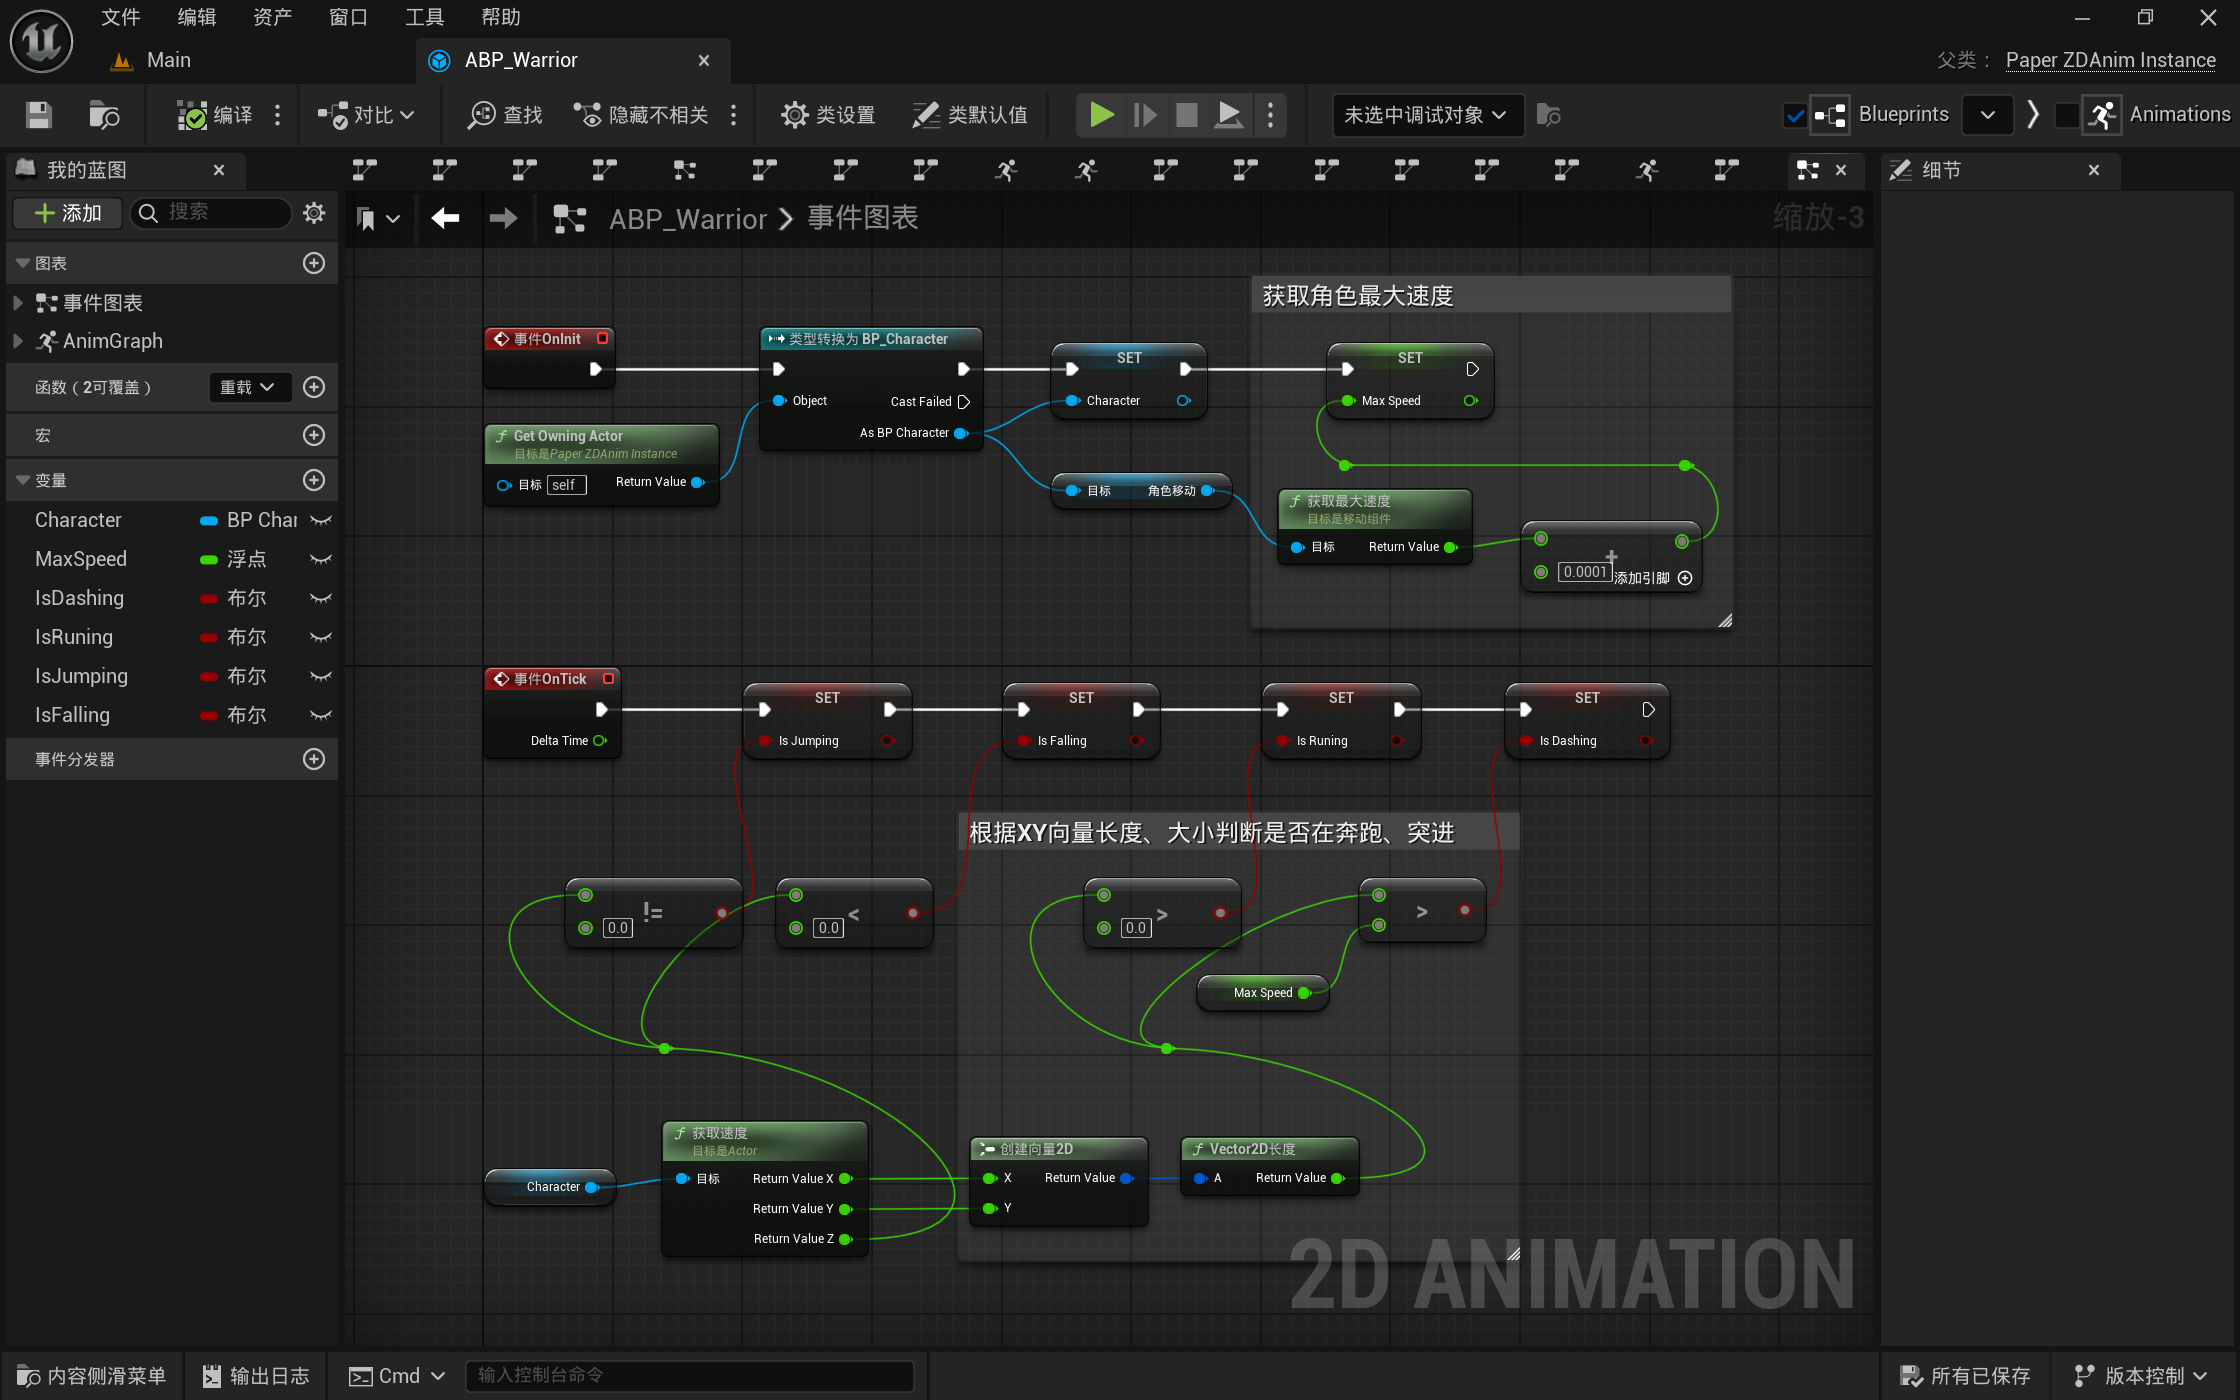 文件 编辑 资产 窗口 工具 帮助
Main
ABP_Warrior
父类： Paper ZDAnim Instance
编译 对比 查找 隐藏不相关 类设置 类默认值 未选中调试对象 Blueprints Animations
我的蓝图 细节
添加 搜索
ABP_Warrior 事件图表 缩放-3
图表
事件图表
AnimGraph
函数（2可覆盖） 重载
宏
变量
Character BP Char
MaxSpeed 浮点
IsDashing 布尔
IsRuning 布尔
IsJumping 布尔
IsFalling 布尔
事件分发器
获取角色最大速度
事件OnInit
类型转换为 BP_Character
Object Cast Failed
As BP Character
SET
Character
SET
Max Speed
Get Owning Actor
目标是Paper ZDAnim Instance
目标 self Return Value
目标 角色移动
获取最大速度
目标是移动组件
目标 Return Value
+
0.0001 添加引脚
事件OnTick
Delta Time
SET
Is Jumping
SET
Is Falling
SET
Is Runing
SET
Is Dashing
根据XY向量长度、大小判断是否在奔跑、突进
!=
0.0
<
0.0
>
0.0
>
Max Speed
Character
获取速度
目标是Actor
目标 Return Value X
Return Value Y
Return Value Z
创建向量2D
X Return Value
Y
Vector2D长度
A Return Value
2D ANIMATION
内容侧滑菜单 输出日志 Cmd 输入控制台命令 所有已保存 版本控制